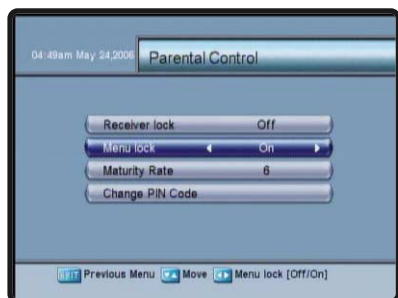 04:49am May 24,2006 Parental Control
Receiver lock Off
Menu lock On
Maturity Rate 6
Change PIN Code
EXIT Previous Menu Move Menu lock [Off/On]